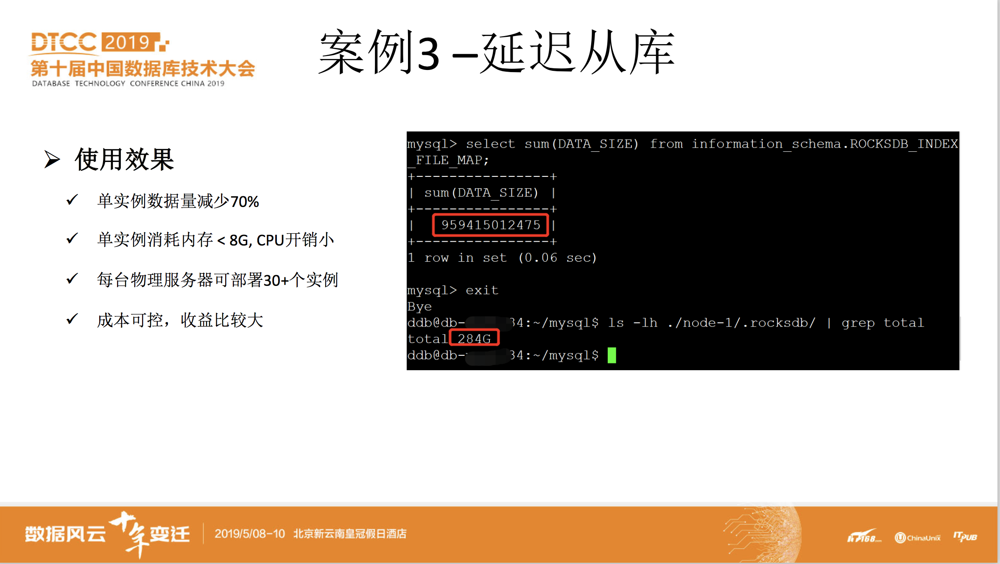 DTCC 2019
第十届中国数据库技术大会
DATABASE TECHNOLOGY CONFERENCE CHINA 2019
案例3 –延迟从库
➢ 使用效果
✓ 单实例数据量减少70%
✓ 单实例消耗内存 < 8G, CPU开销小
✓ 每台物理服务器可部署30+个实例
✓ 成本可控，收益比较大
mysql> select sum(DATA_SIZE) from information_schema.ROCKSDB_INDEX
_FILE_MAP;
+----------------+
| sum(DATA_SIZE) |
+----------------+
|   959415012475 |
+----------------+
1 row in set (0.06 sec)
mysql> exit
Bye
ddb@db- 34:~/mysql$ ls -lh ./node-1/.rocksdb/ | grep total
total 284G
ddb@db- 34:~/mysql$
数据风云十年变迁
2019/5/08-10 北京新云南皇冠假日酒店
IT168.com ChinaUnix ITPUB